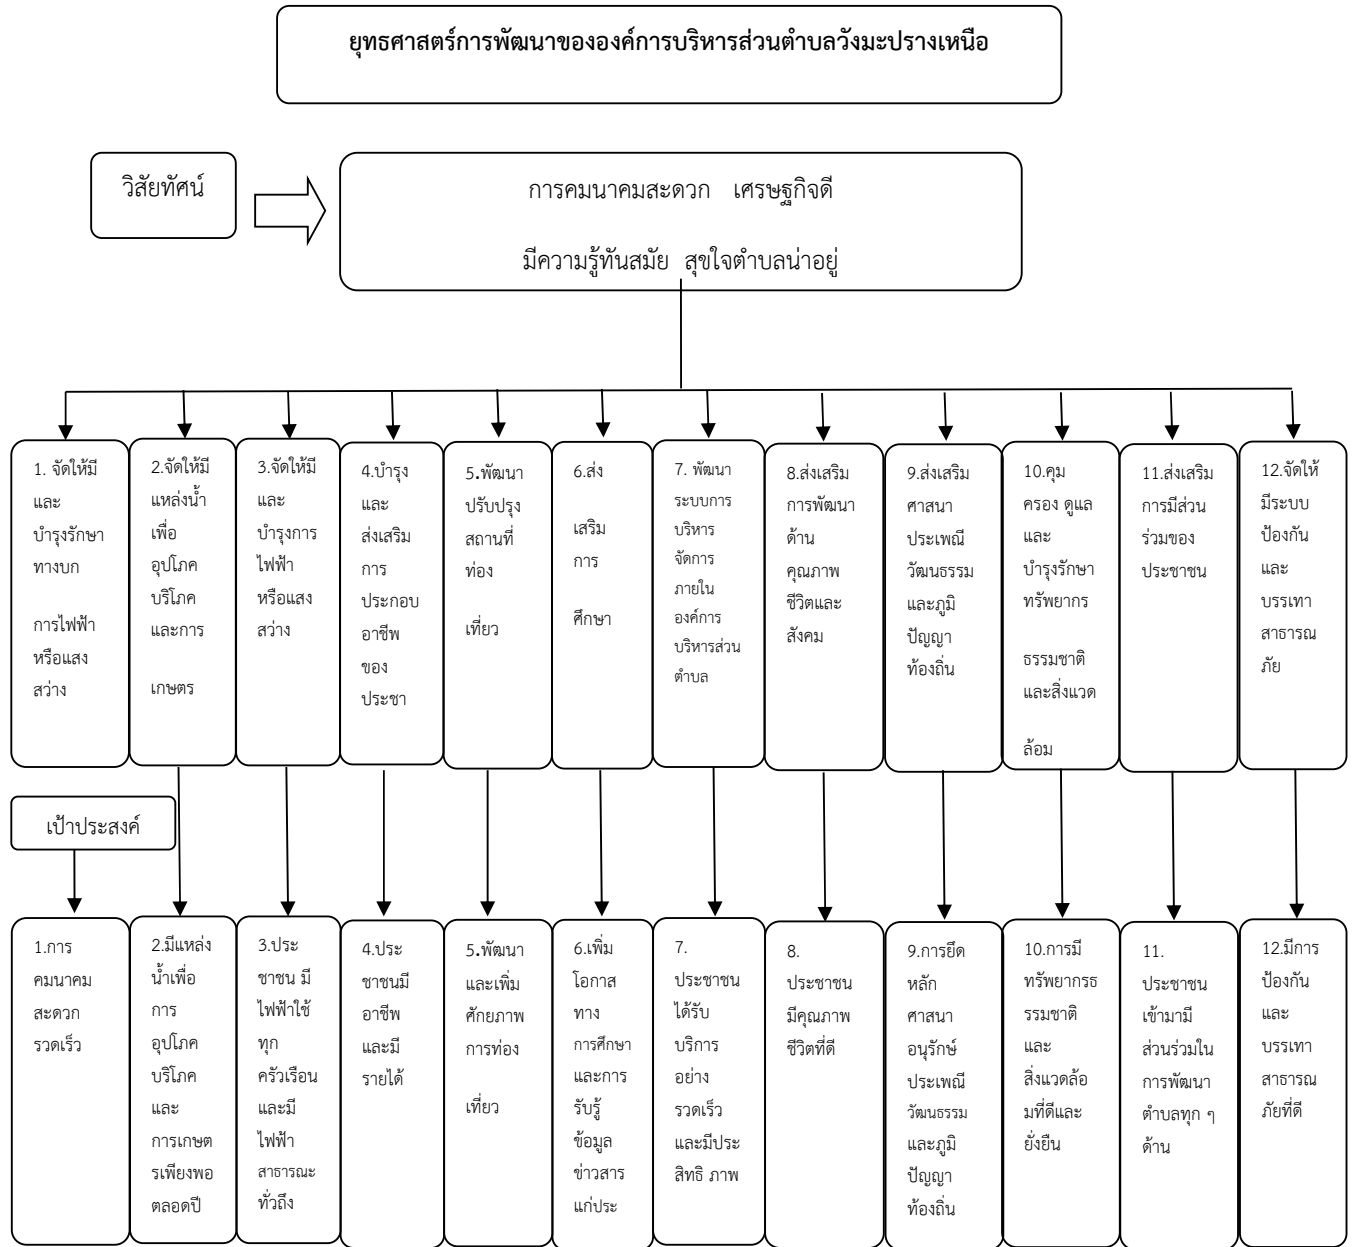 ยุทธศาสตร์การพัฒนาขององค์การบริหารส่วนตำบลวังมะปรางเหนือ
วิสัยทัศน์
การคมนาคมสะดวก เศรษฐกิจดี
มีความรู้ทันสมัย สุขใจตำบลน่าอยู่
1. จัดให้มี
และ
บำรุงรักษา
ทางบก
การไฟฟ้า
หรือแสง
สว่าง
2.จัดให้มี
แหล่งน้ำ
เพื่อ
อุปโภค
บริโภค
และการ
เกษตร
3.จัดให้มี
และ
บำรุงการ
ไฟฟ้า
หรือแสง
สว่าง
4.บำรุง
และ
ส่งเสริม
การ
ประกอบ
อาชีพ
ของ
ประชา
5.พัฒนา
ปรับปรุง
สถานที่
ท่อง
เที่ยว
6.ส่ง
เสริม
การ
ศึกษา
7. พัฒนา
ระบบการ
บริหาร
จัดการ
ภายใน
องค์การ
บริหารส่วน
ตำบล
8.ส่งเสริม
การพัฒนา
ด้าน
คุณภาพ
ชีวิตและ
สังคม
9.ส่งเสริม
ศาสนา
ประเพณี
วัฒนธรรม
และภูมิ
ปัญญา
ท้องถิ่น
10.คุม
ครอง ดูแล
และ
บำรุงรักษา
ทรัพยากร
ธรรมชาติ
และสิ่งแวด
ล้อม
11.ส่งเสริม
การมีส่วน
ร่วมของ
ประชาชน
12.จัดให้
มีระบบ
ป้องกัน
และ
บรรเทา
สาธารณ
ภัย
เป้าประสงค์
1.การ
คมนาคม
สะดวก
รวดเร็ว
2.มีแหล่ง
น้ำเพื่อ
การ
อุปโภค
บริโภค
และ
การเกษต
รเพียงพอ
ตลอดปี
3.ประ
ชาชน มี
ไฟฟ้าใช้
ทุก
ครัวเรือน
และมี
ไฟฟ้า
สาธารณะ
ทั่วถึง
4.ประ
ชาชนมี
อาชีพ
และมี
รายได้
5.พัฒนา
และเพิ่ม
ศักยภาพ
การท่อง
เที่ยว
6.เพิ่ม
โอกาส
ทาง
การศึกษา
และการ
รับรู้
ข้อมูล
ข่าวสาร
แก่ประ
7.
ประชาชน
ได้รับ
บริการ
อย่าง
รวดเร็ว
และมีประ
สิทธิ ภาพ
8.
ประชาชน
มีคุณภาพ
ชีวิตที่ดี
9.การยึด
หลัก
ศาสนา
อนุรักษ์
ประเพณี
วัฒนธรรม
และภูมิ
ปัญญา
ท้องถิ่น
10.การมี
ทรัพยากรธ
รรมชาติ
และ
สิ่งแวดล้อ
มที่ดีและ
ยั่งยืน
11.
ประชาชน
เข้ามามี
ส่วนร่วมใน
การพัฒนา
ตำบลทุก ๆ
ด้าน
12.มีการ
ป้องกัน
และ
บรรเทา
สาธารณ
ภัยที่ดี